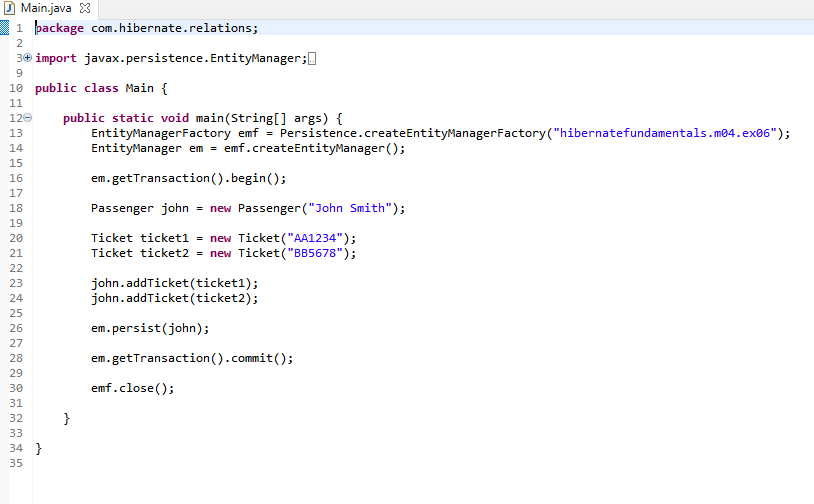 Main.java
1 package com.hibernate.relations;
2
3 import javax.persistence.EntityManager;
9
10 public class Main {
11
12 public static void main(String[] args) {
13 EntityManagerFactory emf = Persistence.createEntityManagerFactory("hibernatefundamentals.m04.ex06");
14 EntityManager em = emf.createEntityManager();
15
16 em.getTransaction().begin();
17
18 Passenger john = new Passenger("John Smith");
19
20 Ticket ticket1 = new Ticket("AA1234");
21 Ticket ticket2 = new Ticket("BB5678");
22
23 john.addTicket(ticket1);
24 john.addTicket(ticket2);
25
26 em.persist(john);
27
28 em.getTransaction().commit();
29
30 emf.close();
31
32 }
33
34 }
35